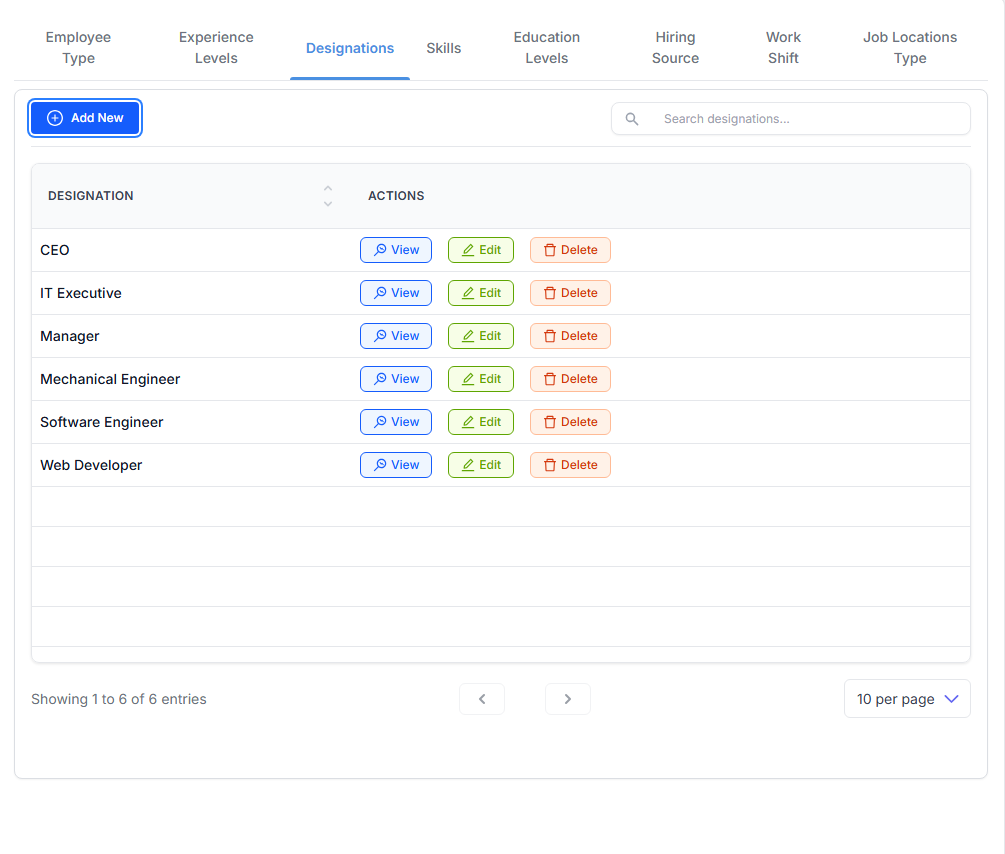 Employee Type
Experience Levels
Designations
Skills
Education Levels
Hiring Source
Work Shift
Job Locations Type
Add New
Search designations...
DESIGNATION ACTIONS
CEO View Edit Delete
IT Executive View Edit Delete
Manager View Edit Delete
Mechanical Engineer View Edit Delete
Software Engineer View Edit Delete
Web Developer View Edit Delete
Showing 1 to 6 of 6 entries
10 per page